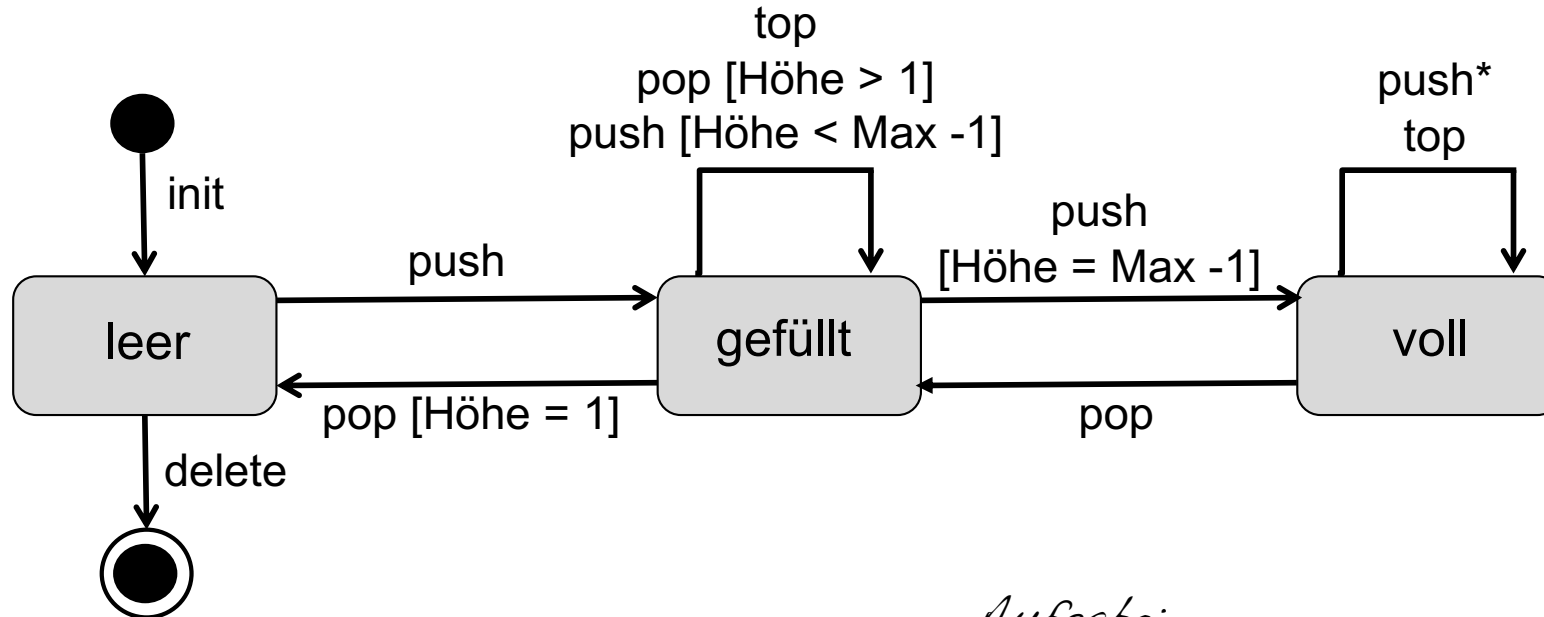 top
pop [Höhe > 1]
push [Höhe < Max -1]
push*
top
init
push
push
[Höhe = Max -1]
leer
gefüllt
voll
pop [Höhe = 1]
pop
delete